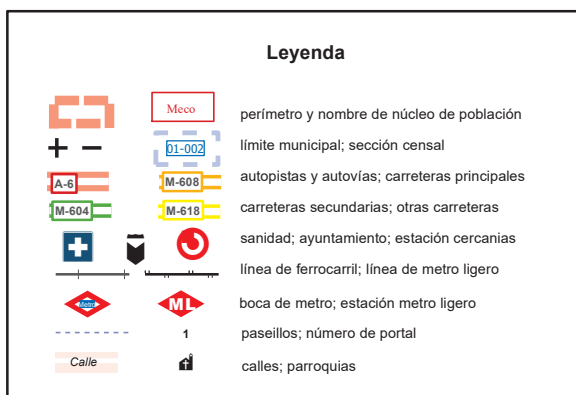 Leyenda
Meco perímetro y nombre de núcleo de población
01-002 límite municipal; sección censal
A-6 M-608 autopistas y autovías; carreteras principales
M-604 M-618 carreteras secundarias; otras carreteras
sanidad; ayuntamiento; estación cercanias
línea de ferrocarril; línea de metro ligero
Metro ML boca de metro; estación metro ligero
1 paseillos; número de portal
Calle calles; parroquias